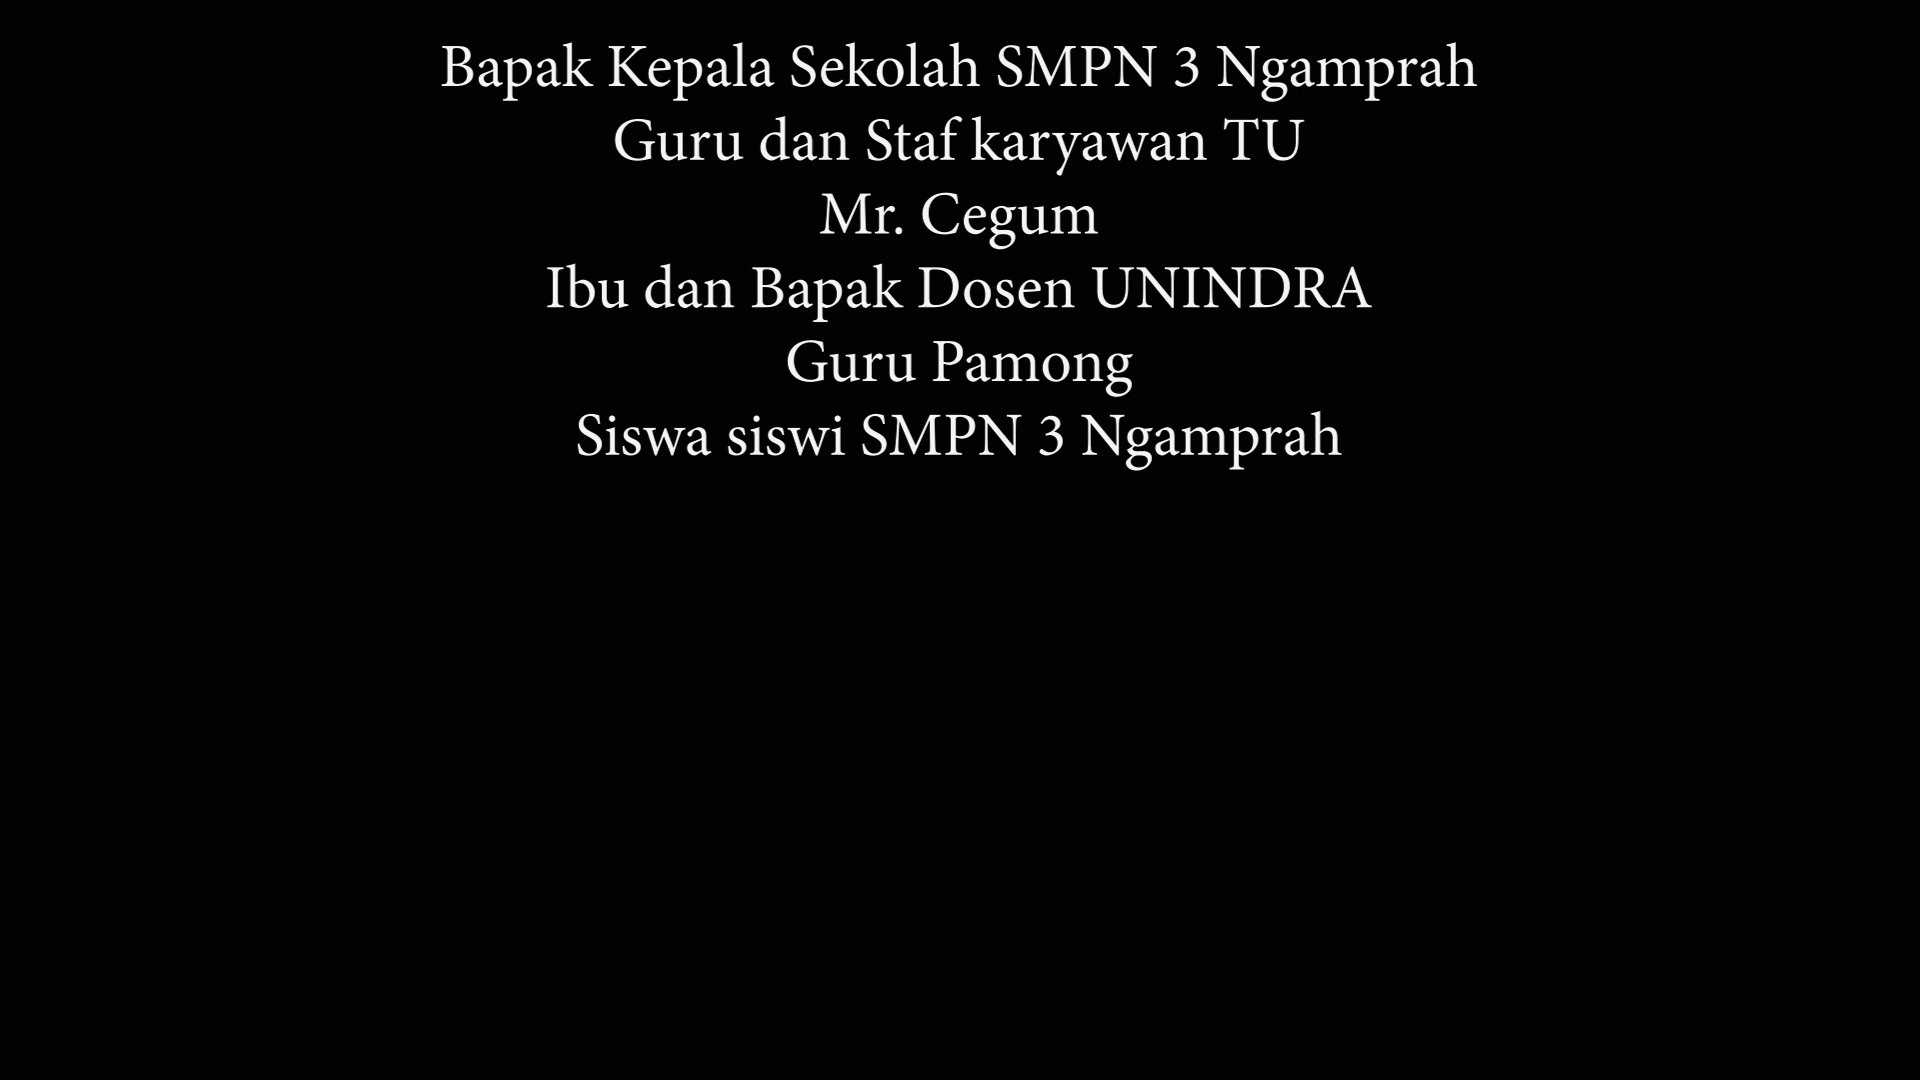 Bapak Kepala Sekolah SMPN 3 Ngamprah
Guru dan Staf karyawan TU
Mr. Cegum
Ibu dan Bapak Dosen UNINDRA
Guru Pamong
Siswa siswi SMPN 3 Ngamprah